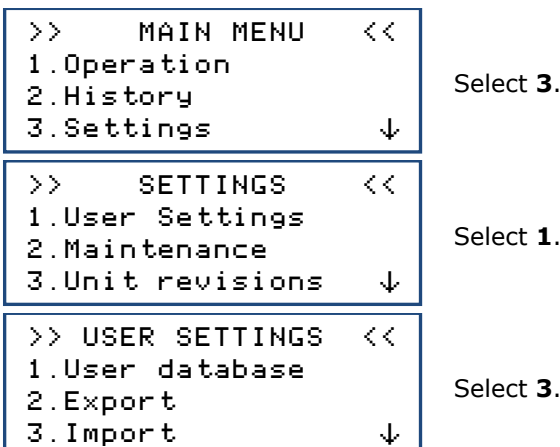 >> MAIN MENU <<
1.Operation
2.History
3.Settings ↓
Select 3.
>> SETTINGS <<
1.User Settings
2.Maintenance
3.Unit revisions ↓
Select 1.
>> USER SETTINGS <<
1.User database
2.Export
3.Import ↓
Select 3.